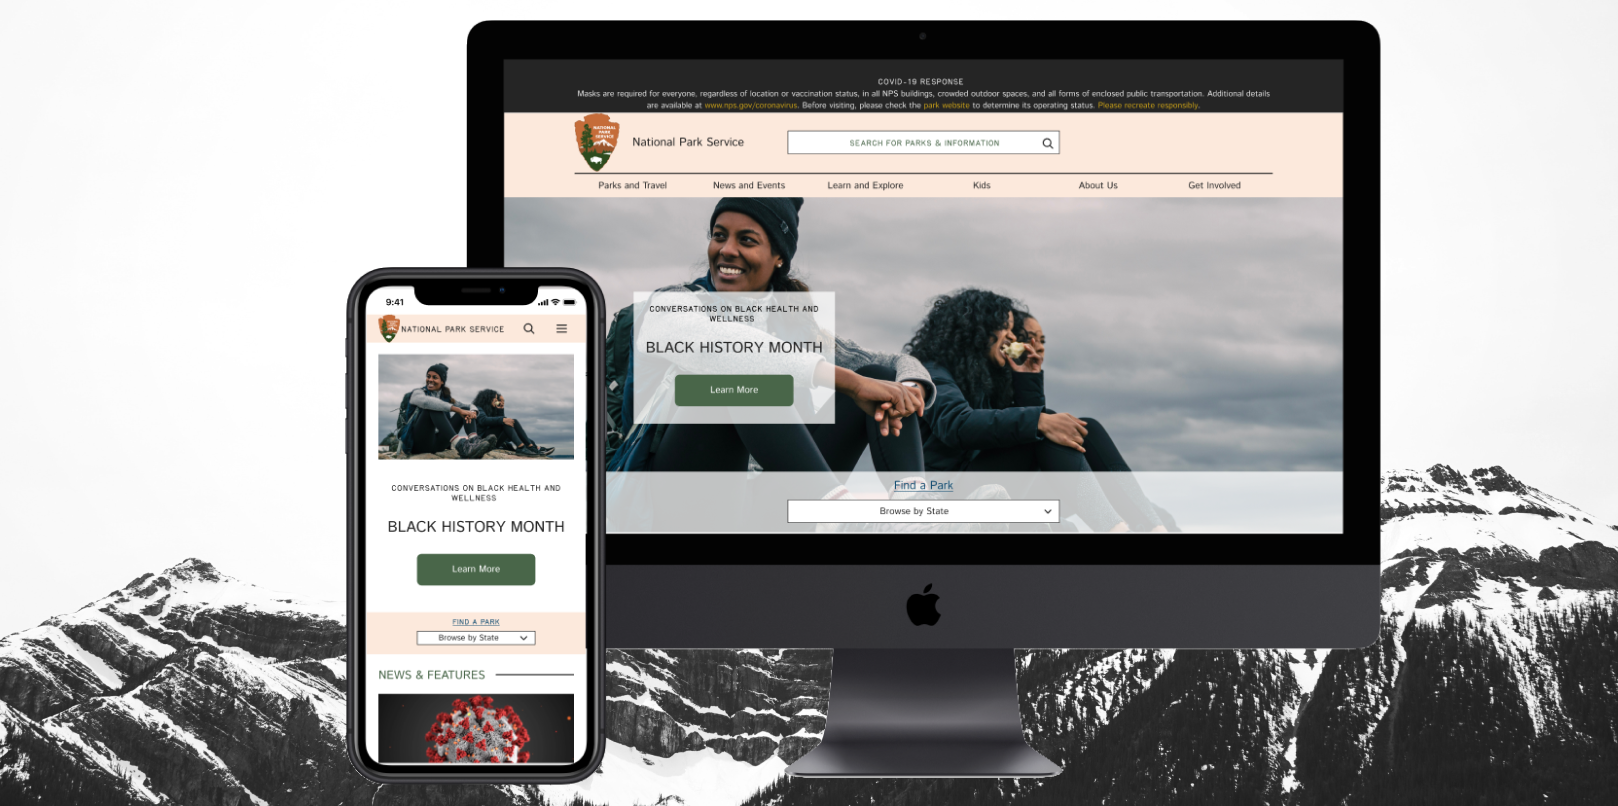 COVID-19 RESPONSE
Masks are required for everyone, regardless of location or vaccination status, in all NPS buildings, crowded outdoor spaces, and all forms of enclosed public transportation. Additional details
are available at www.nps.gov/coronavirus. Before visiting, please check the park website to determine its operating status. Please recreate responsibly.
NATIONAL
PARK
SERVICE
National Park Service
SEARCH FOR PARKS & INFORMATION
Parks and Travel
News and Events
Learn and Explore
Kids
About Us
Get Involved
CONVERSATIONS ON BLACK HEALTH AND
WELLNESS
BLACK HISTORY MONTH
Learn More
Find a Park
Browse by State
9:41
NATIONAL PARK SERVICE
CONVERSATIONS ON BLACK HEALTH AND
WELLNESS
BLACK HISTORY MONTH
Learn More
FIND A PARK
Browse by State
NEWS & FEATURES